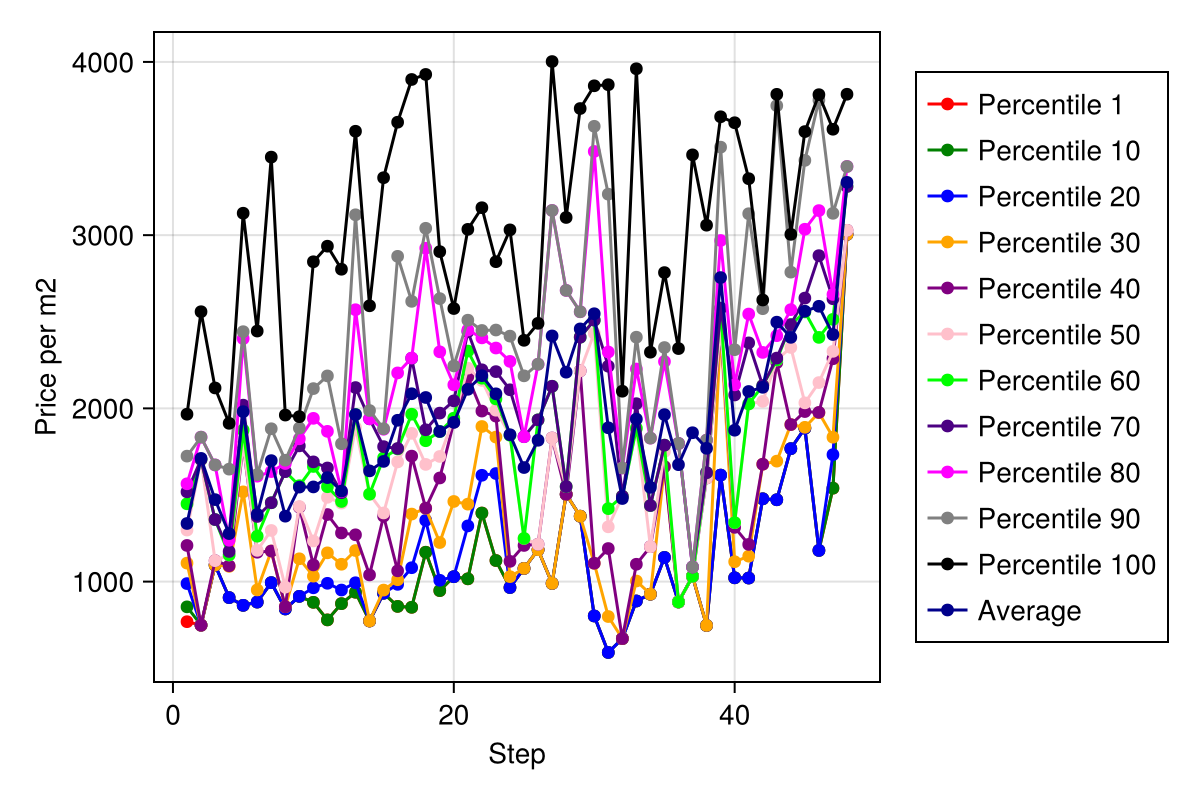 4000
3000
2000
1000
Price per m2
0 20 40
Step
Percentile 1
Percentile 10
Percentile 20
Percentile 30
Percentile 40
Percentile 50
Percentile 60
Percentile 70
Percentile 80
Percentile 90
Percentile 100
Average